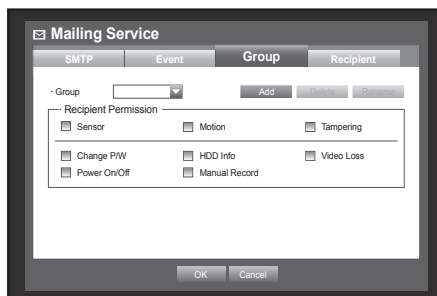 Mailing Service
SMTP Event Group Recipient
· Group Add Delete Rename
· Recipient Permission
Sensor Motion Tampering
Change P/W HDD Info Video Loss
Power On/Off Manual Record
OK Cancel